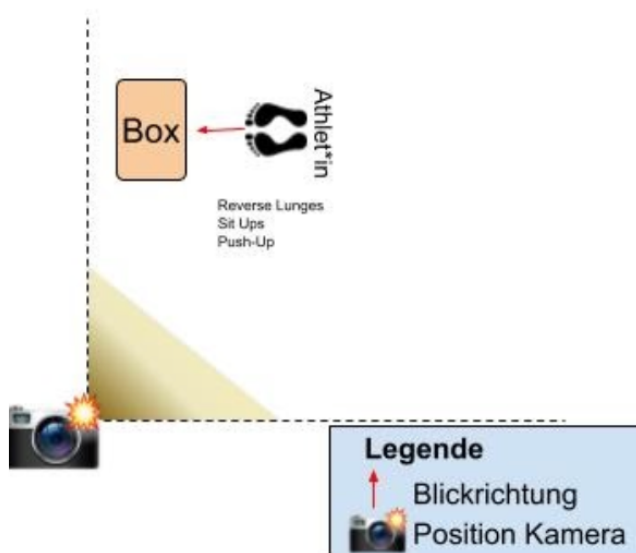 Box
Athlet*in
Reverse Lunges
Sit Ups
Push-Up
Legende
Blickrichtung
Position Kamera